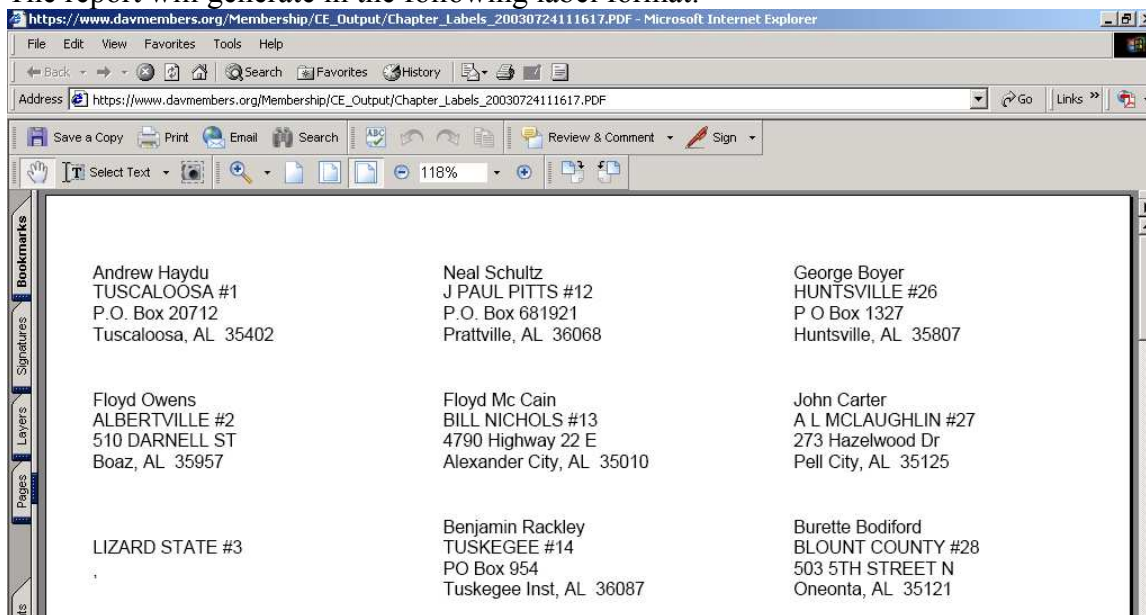 The report will generate in the following label format:
https://www.davmembers.org/Membership/CE_Output/Chapter_Labels_20030724111617.PDF - Microsoft Internet Explorer
File Edit View Favorites Tools Help
Back Search Favorites History
Address https://www.davmembers.org/Membership/CE_Output/Chapter_Labels_20030724111617.PDF Go Links »
Save a Copy Print Email Search Review & Comment Sign
Select Text 118%
Bookmarks
Signatures
Layers
Pages
Andrew Haydu
TUSCALOOSA #1
P.O. Box 20712
Tuscaloosa, AL 35402
Neal Schultz
J PAUL PITTS #12
P.O. Box 681921
Prattville, AL 36068
George Boyer
HUNTSVILLE #26
P O Box 1327
Huntsville, AL 35807
Floyd Owens
ALBERTVILLE #2
510 DARNELL ST
Boaz, AL 35957
Floyd Mc Cain
BILL NICHOLS #13
4790 Highway 22 E
Alexander City, AL 35010
John Carter
A L MCLAUGHLIN #27
273 Hazelwood Dr
Pell City, AL 35125
LIZARD STATE #3
,
Benjamin Rackley
TUSKEGEE #14
PO Box 954
Tuskegee Inst, AL 36087
Burette Bodiford
BLOUNT COUNTY #28
503 5TH STREET N
Oneonta, AL 35121